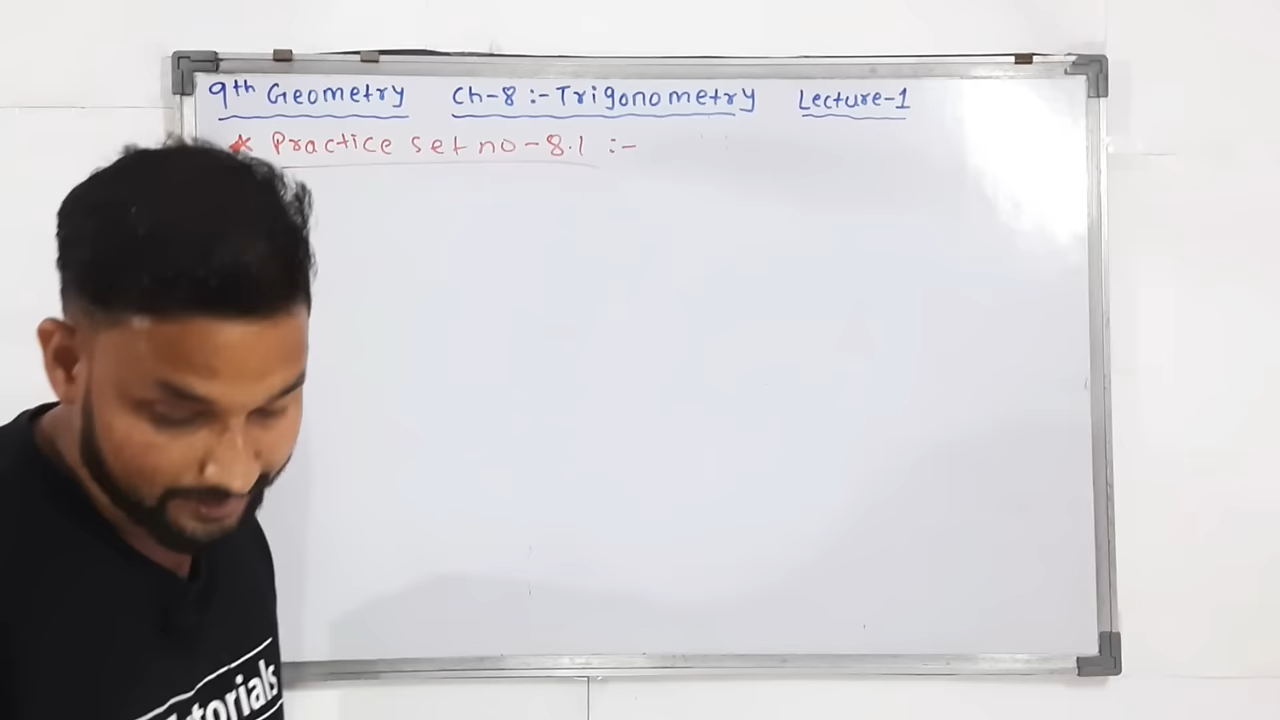 9th Geometry Ch-8 :- Trigonometry Lecture-1
* Practice set no - 8.1 :-